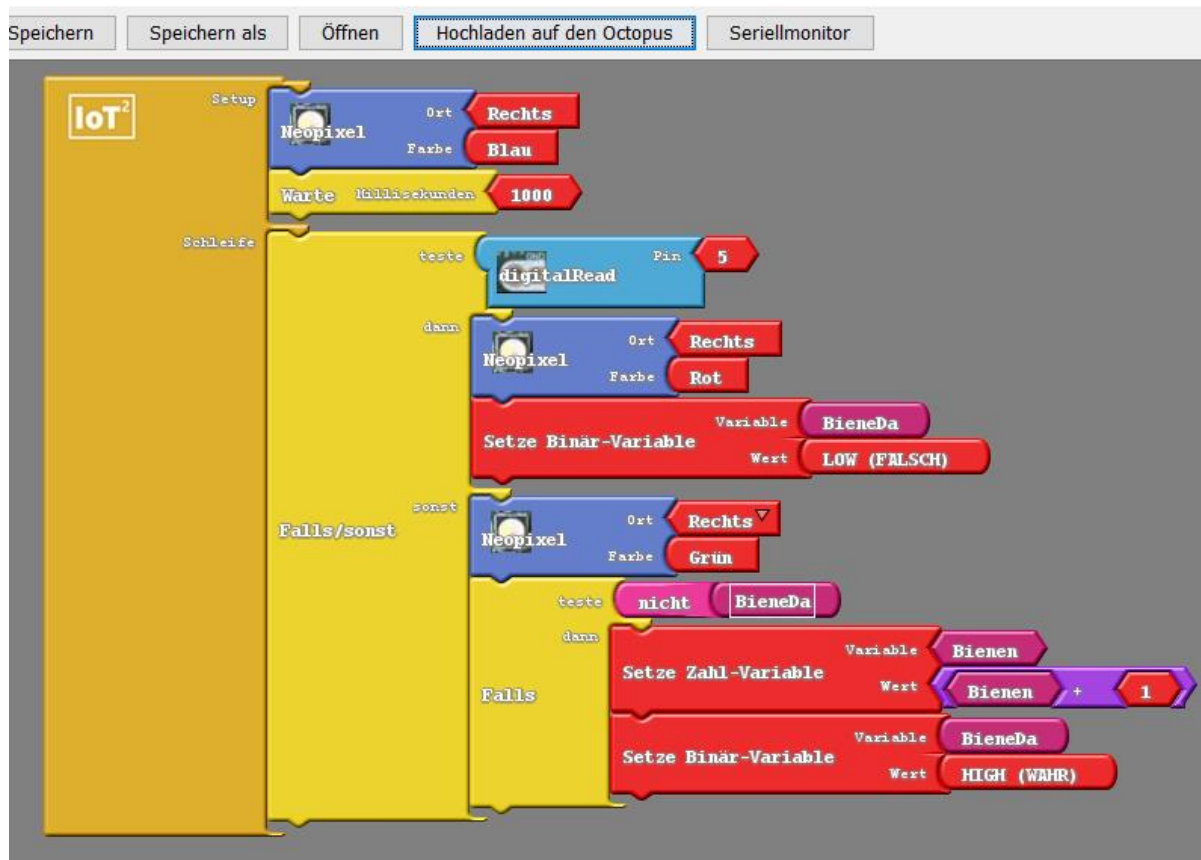 Speichern Speichern als Öffnen Hochladen auf den Octopus Seriellmonitor
IoT²
Setup
Neopixel
Ort Rechts
Farbe Blau
Warte Millisekunden 1000
Schleife
Falls/sonst
teste
digitalRead
Pin 5
dann
Neopixel
Ort Rechts
Farbe Rot
Setze Binär-Variable
Variable BieneDa
Wert LOW (FALSCH)
sonst
Neopixel
Ort Rechts
Farbe Grün
Falls
teste nicht BieneDa
dann
Setze Zahl-Variable
Variable Bienen
Wert Bienen + 1
Setze Binär-Variable
Variable BieneDa
Wert HIGH (WAHR)